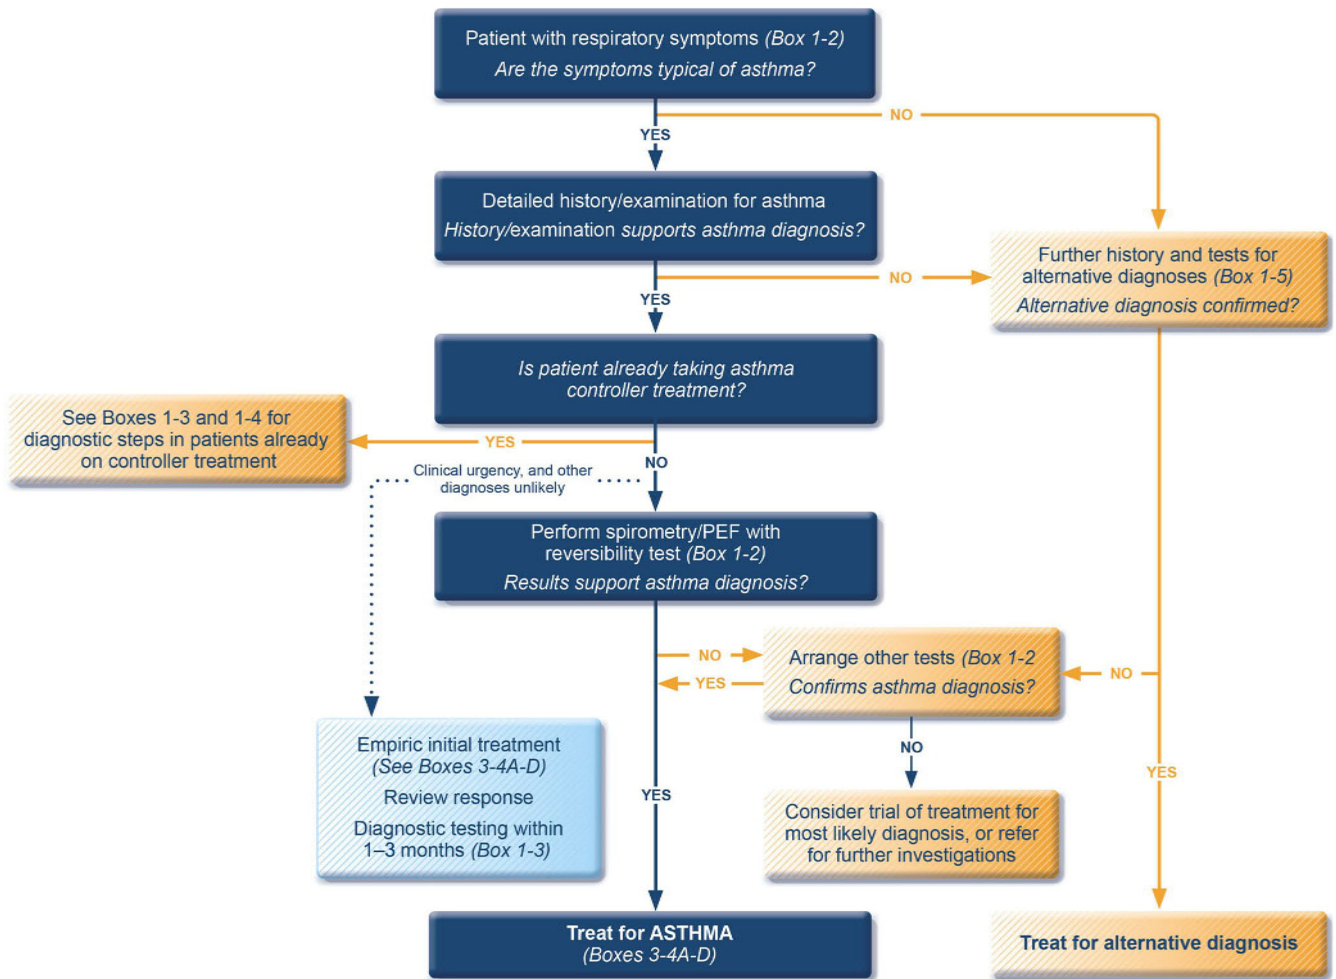 Patient with respiratory symptoms (Box 1-2)
Are the symptoms typical of asthma?
NO
YES
Detailed history/examination for asthma
History/examination supports asthma diagnosis?
Further history and tests for
alternative diagnoses (Box 1-5)
Alternative diagnosis confirmed?
NO
YES
Is patient already taking asthma
controller treatment?
See Boxes 1-3 and 1-4 for
diagnostic steps in patients already
on controller treatment
YES
NO
Clinical urgency, and other
diagnoses unlikely
Perform spirometry/PEF with
reversibility test (Box 1-2)
Results support asthma diagnosis?
NO
YES
Arrange other tests (Box 1-2
Confirms asthma diagnosis?
NO
NO
YES
Empiric initial treatment
(See Boxes 3-4A-D)
Review response
Diagnostic testing within
1–3 months (Box 1-3)
YES
Consider trial of treatment for
most likely diagnosis, or refer
for further investigations
Treat for ASTHMA
(Boxes 3-4A-D)
Treat for alternative diagnosis